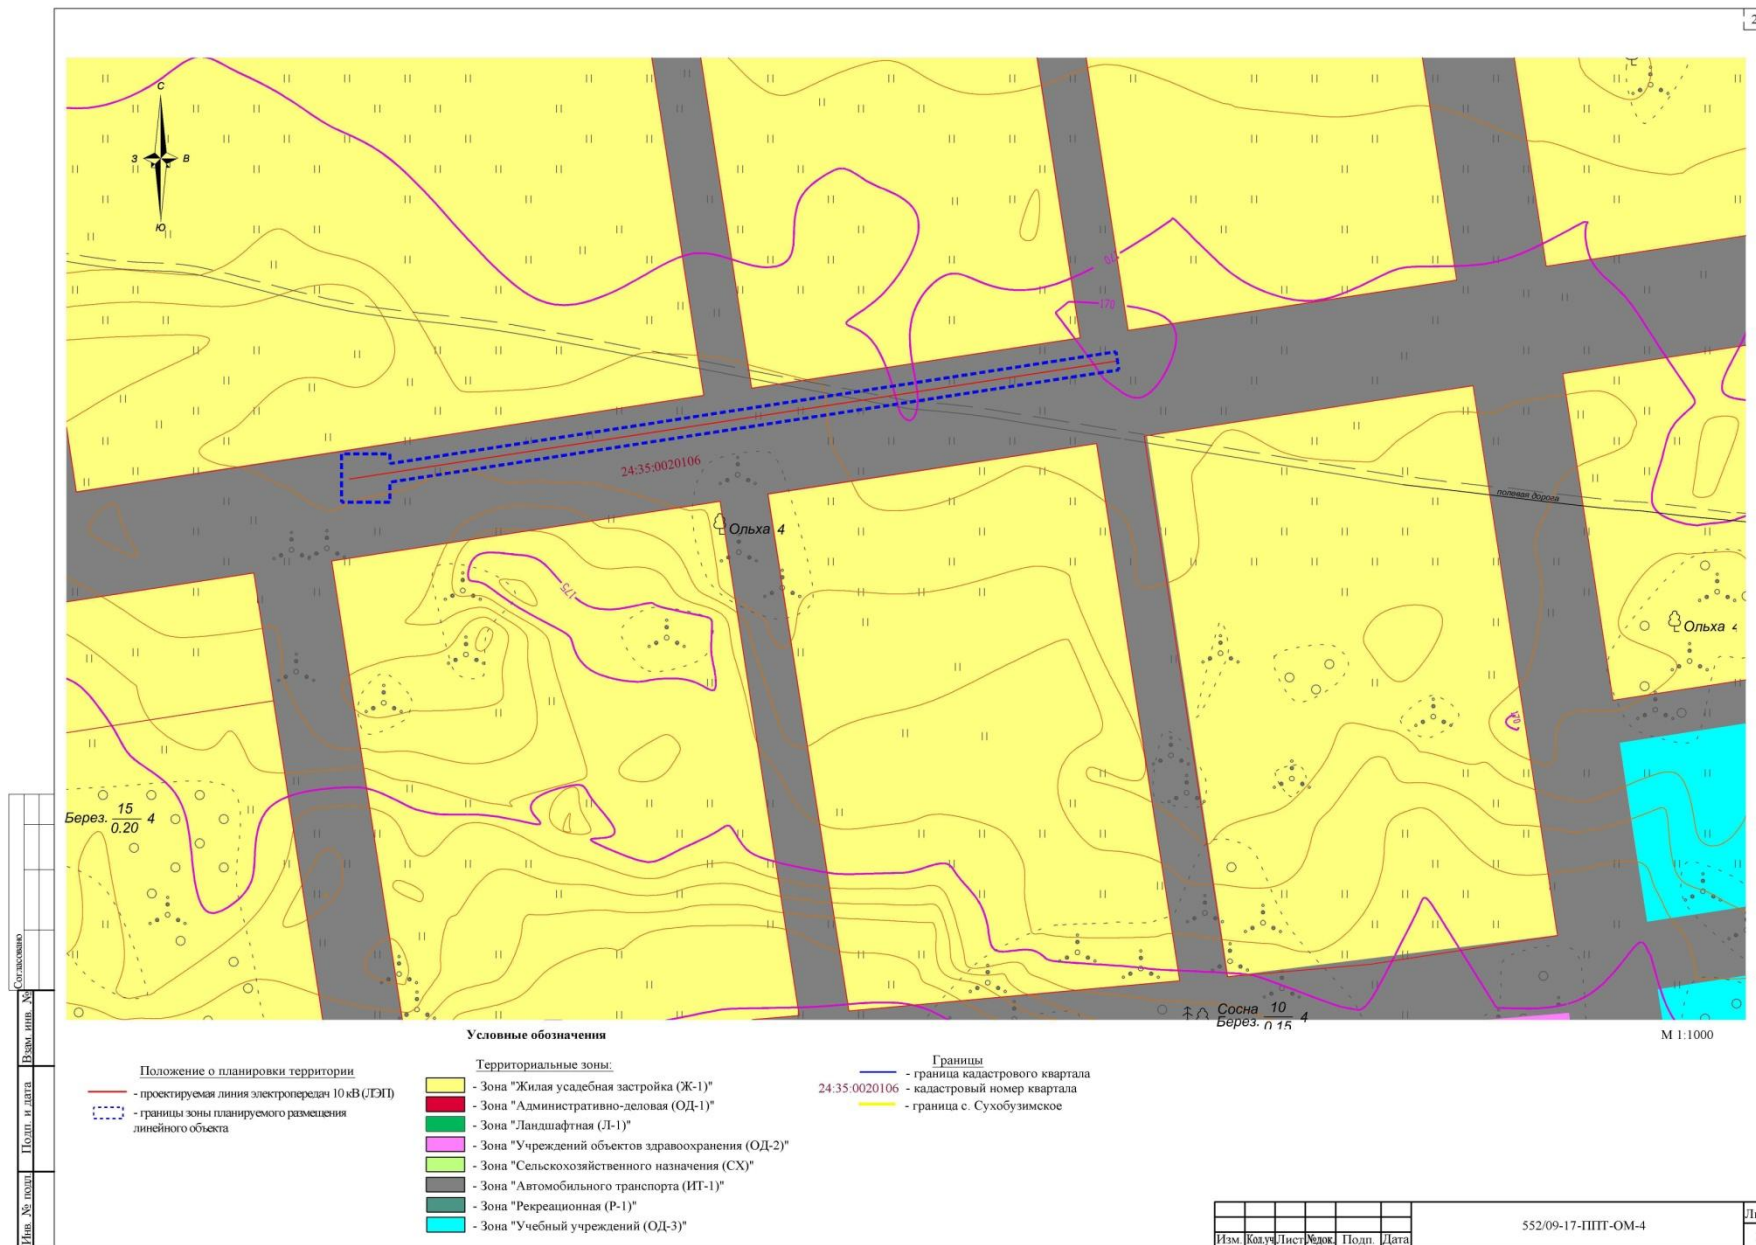 2
С
З
В
Ю
170
170
24:35:0020106
полевая дорога
Ольха 4
175
Ольха 4
170
Берез. 15 4
0.20
Сосна 10 4
Берез. 0.15
М 1:1000
Условные обозначения
Положение о планировки территории
- проектируемая линия электропередач 10 кВ (ЛЭП)
- границы зоны планируемого размещения
линейного объекта
Территориальные зоны:
- Зона "Жилая усадебная застройка (Ж-1)"
- Зона "Административно-деловая (ОД-1)"
- Зона "Ландшафтная (Л-1)"
- Зона "Учреждений объектов здравоохранения (ОД-2)"
- Зона "Сельскохозяйственного назначения (СХ)"
- Зона "Автомобильного транспорта (ИТ-1)"
- Зона "Рекреационная (Р-1)"
- Зона "Учебный учреждений (ОД-3)"
Границы
- граница кадастрового квартала
24:35:0020106 - кадастровый номер квартала
- граница с. Сухобузимское
Согласовано
Взам. инв. №
Подп. и дата
Инв. № подл
552/09-17-ППТ-ОМ-4
Изм. Кол.уч Лист №док. Подп. Дата